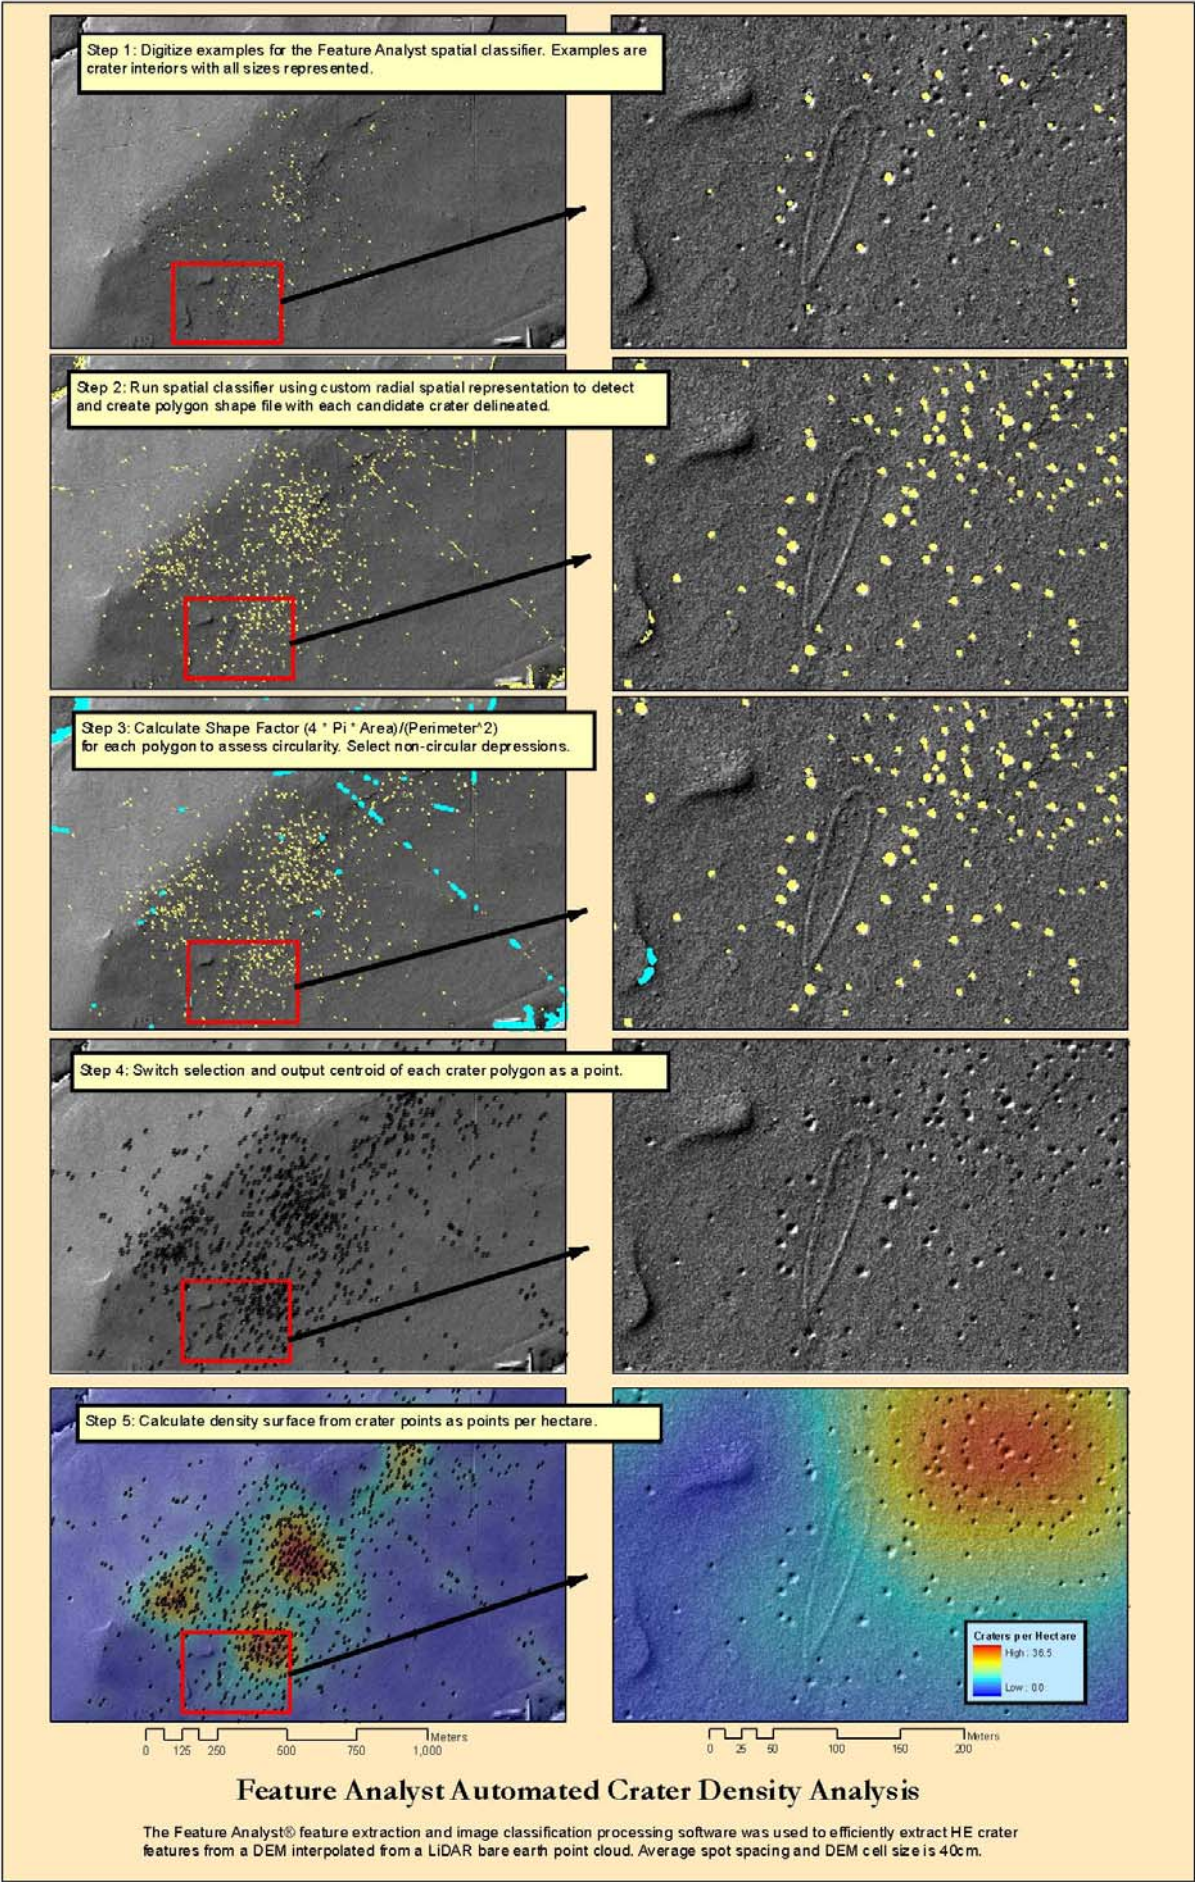 Step 1: Digitize examples for the Feature Analyst spatial classifier. Examples are
crater interiors with all sizes represented.
Step 2: Run spatial classifier using custom radial spatial representation to detect
and create polygon shape file with each candidate crater delineated.
Step 3: Calculate Shape Factor (4 * Pi * Area)/(Perimeter^2)
for each polygon to assess circularity. Select non-circular depressions.
Step 4: Switch selection and output centroid of each crater polygon as a point.
Step 5: Calculate density surface from crater points as points per hectare.
Craters per Hectare
High : 36.5
Low : 0.0
Meters
0 125 250 500 750 1,000
Meters
0 25 50 100 150 200
Feature Analyst Automated Crater Density Analysis
The Feature Analyst® feature extraction and image classification processing software was used to efficiently extract HE crater
features from a DEM interpolated from a LiDAR bare earth point cloud. Average spot spacing and DEM cell size is 40cm.